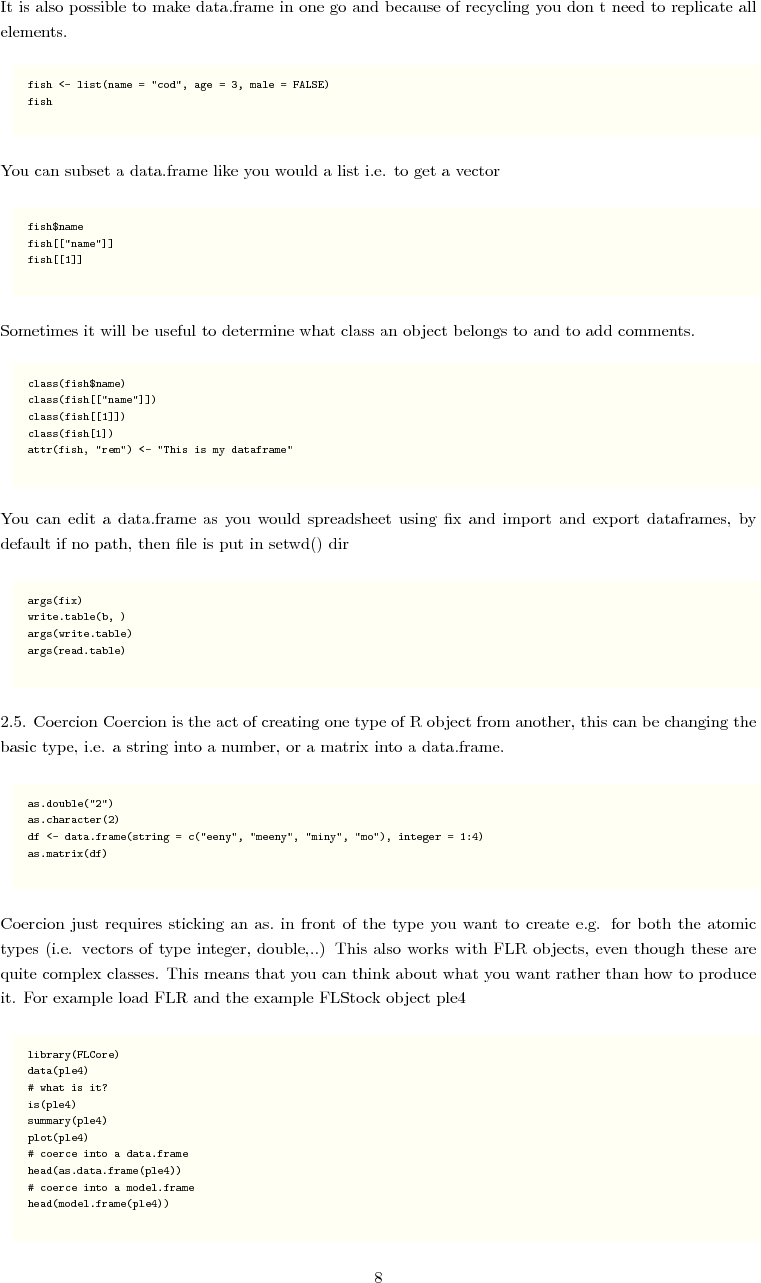 It is also possible to make data.frame in one go and because of recycling you don t need to replicate all
elements.
fish <- list(name = "cod", age = 3, male = FALSE)
fish
You can subset a data.frame like you would a list i.e. to get a vector
fish$name
fish[["name"]]
fish[[1]]
Sometimes it will be useful to determine what class an object belongs to and to add comments.
class(fish$name)
class(fish[["name"]])
class(fish[[1]])
class(fish[1])
attr(fish, "rem") <- "This is my dataframe"
You can edit a data.frame as you would spreadsheet using fix and import and export dataframes, by
default if no path, then file is put in setwd() dir
args(fix)
write.table(b, )
args(write.table)
args(read.table)
2.5. Coercion Coercion is the act of creating one type of R object from another, this can be changing the
basic type, i.e. a string into a number, or a matrix into a data.frame.
as.double("2")
as.character(2)
df <- data.frame(string = c("eeny", "meeny", "miny", "mo"), integer = 1:4)
as.matrix(df)
Coercion just requires sticking an as. in front of the type you want to create e.g. for both the atomic
types (i.e. vectors of type integer, double,..) This also works with FLR objects, even though these are
quite complex classes. This means that you can think about what you want rather than how to produce
it. For example load FLR and the example FLStock object ple4
library(FLCore)
data(ple4)
# what is it?
is(ple4)
summary(ple4)
plot(ple4)
# coerce into a data.frame
head(as.data.frame(ple4))
# coerce into a model.frame
head(model.frame(ple4))
8